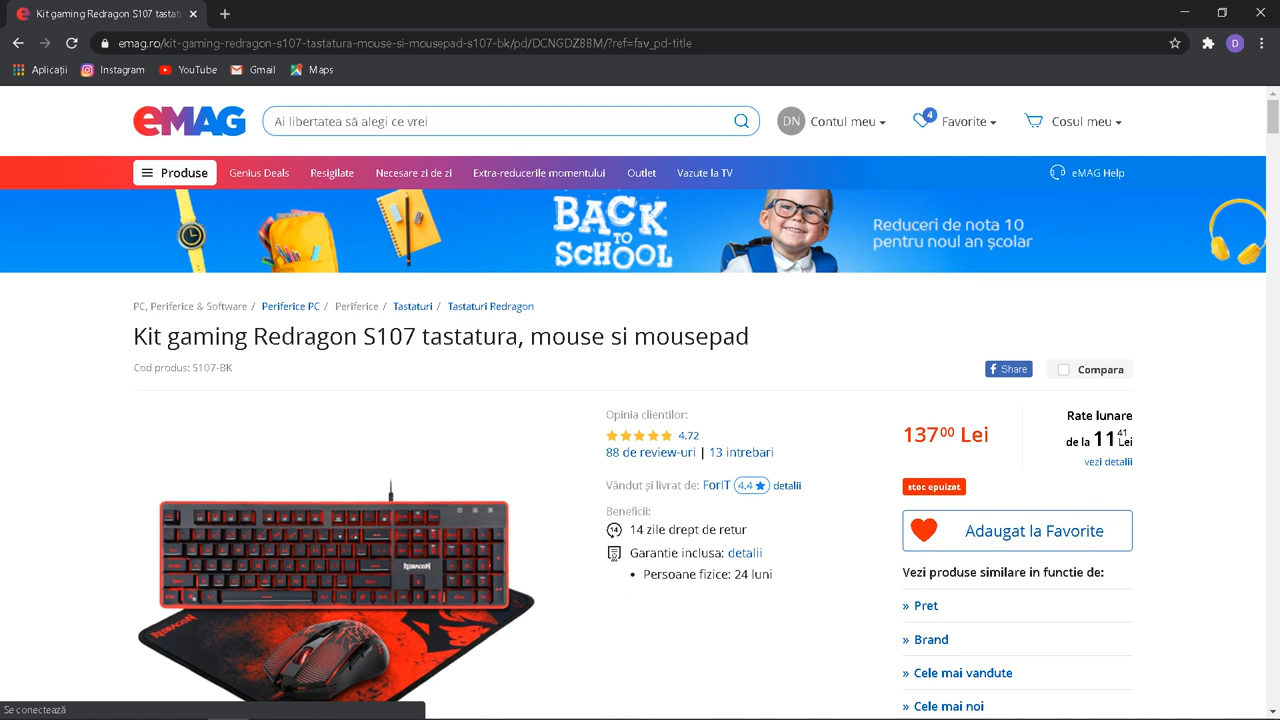 Kit gaming Redragon S107 tastat
emag.ro/kit-gaming-redragon-s107-tastatura-mouse-si-mousepad-s107-bk/pd/DCNGDZBBM/?ref=fav_pd-title
D
Aplicații Instagram YouTube Gmail Maps
eMAG
Ai libertatea să alegi ce vrei
DN Contul meu
4 Favorite
Cosul meu
Produse Genius Deals Resigilate Necesare zi de zi Extra-reducerile momentului Outlet Vazute la TV
eMAG Help
BACK
TO
SCHOOL
Reduceri de nota 10
pentru noul an școlar
PC, Periferice & Software / Periferice PC / Periferice / Tastaturi / Tastaturi Redragon
Kit gaming Redragon S107 tastatura, mouse si mousepad
Cod produs: S107-BK
f Share
Compara
Opinia clientilor:
4.72
88 de review-uri | 13 intrebari
Vândut și livrat de: ForIT 4.4 detalii
Beneficii:
14 zile drept de retur
Garantie inclusa: detalii
• Persoane fizice: 24 luni
137⁰⁰ Lei
Rate lunare
de la 11 41 Lei
vezi detalii
stoc epuizat
Adaugat la Favorite
Vezi produse similare in functie de:
» Pret
» Brand
» Cele mai vandute
» Cele mai noi
REDRAGON
REDRAGON
Se conectează